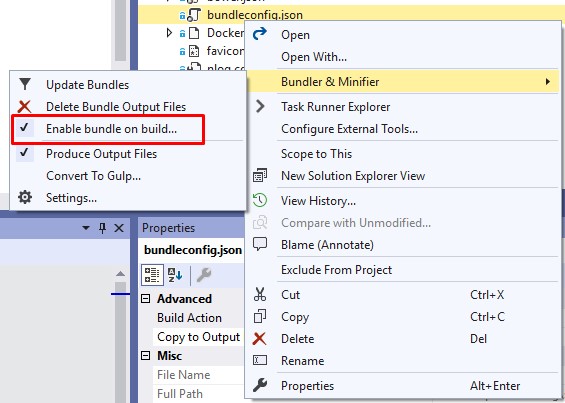 bundleconfig.json
Docker
favico
Open
Open With...
Bundler & Minifier
Task Runner Explorer
Configure External Tools...
Scope to This
New Solution Explorer View
View History...
Compare with Unmodified...
Blame (Annotate)
Exclude From Project
Cut Ctrl+X
Copy Ctrl+C
Delete Del
Rename
Properties Alt+Enter
Update Bundles
Delete Bundle Output Files
Enable bundle on build...
Produce Output Files
Convert To Gulp...
Settings...
Properties
bundleconfig.json
Advanced
Build Action
Copy to Output
Misc
File Name
Full Path